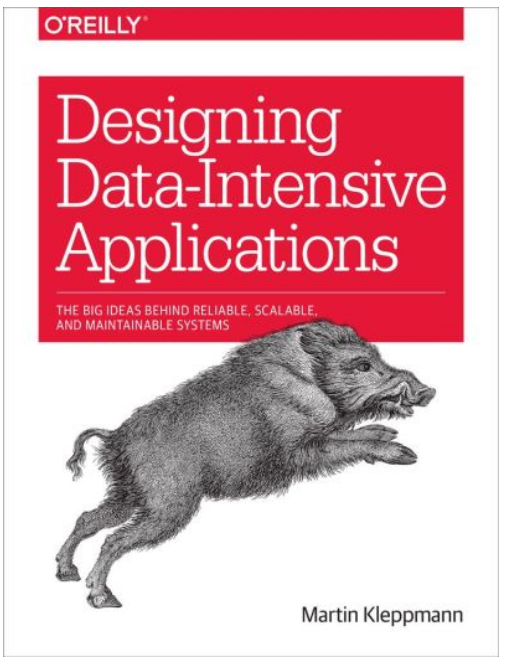 O'REILLY®
Designing
Data-Intensive
Applications
THE BIG IDEAS BEHIND RELIABLE, SCALABLE,
AND MAINTAINABLE SYSTEMS
Martin Kleppmann